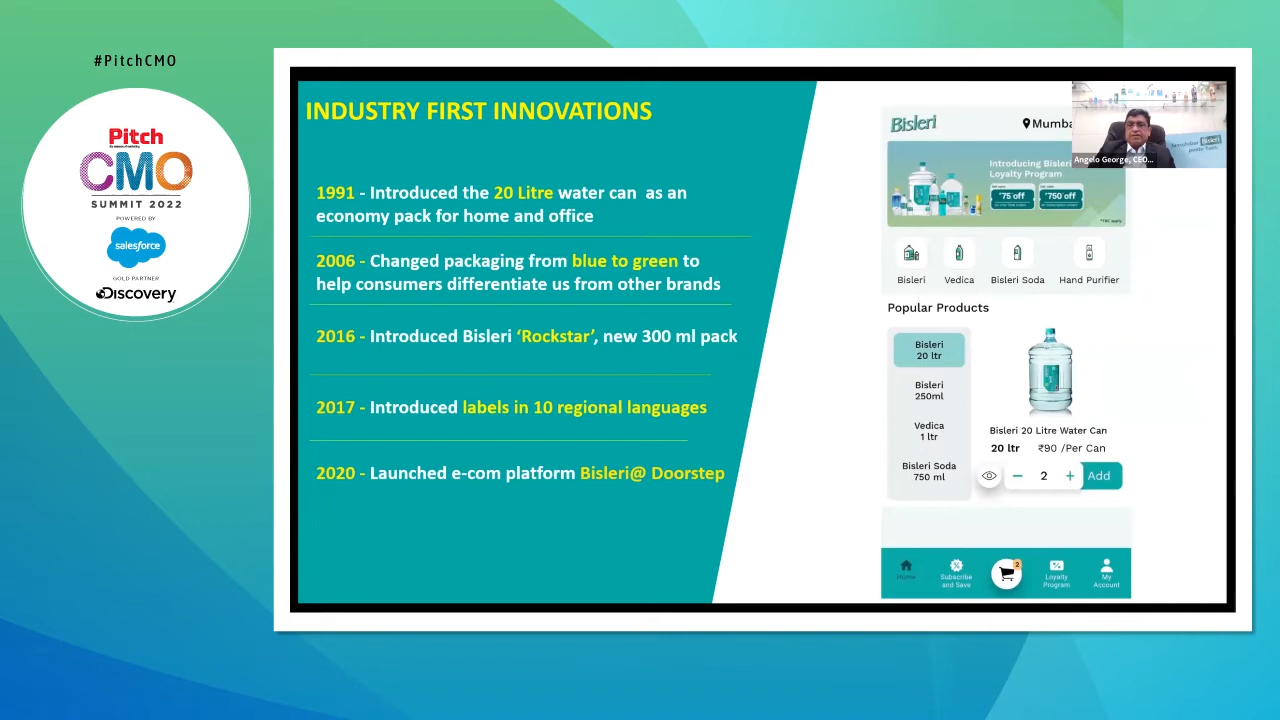 #PitchCMO
Pitch
CMO
SUMMIT 2022
POWERED BY
salesforce
GOLD PARTNER
Discovery
INDUSTRY FIRST INNOVATIONS
1991 - Introduced the 20 Litre water can as an
economy pack for home and office
2006 - Changed packaging from blue to green to
help consumers differentiate us from other brands
2016 - Introduced Bisleri ‘Rockstar’, new 300 ml pack
2017 - Introduced labels in 10 regional languages
2020 - Launched e-com platform Bisleri@ Doorstep
Bisleri
Mumba
Angelo George, CEO...
Bisleri
Introducing Bisleri
Loyalty Program
₹75 off
₹750 off
*T&C apply
Bisleri
Vedica
Bisleri Soda
Hand Purifier
Popular Products
Bisleri
20 ltr
Bisleri
250ml
Vedica
1 ltr
Bisleri Soda
750 ml
Bisleri 20 Litre Water Can
20 ltr ₹90 /Per Can
− 2 + Add
Home
Subscribe
and Save
2
Loyalty
Program
My
Account